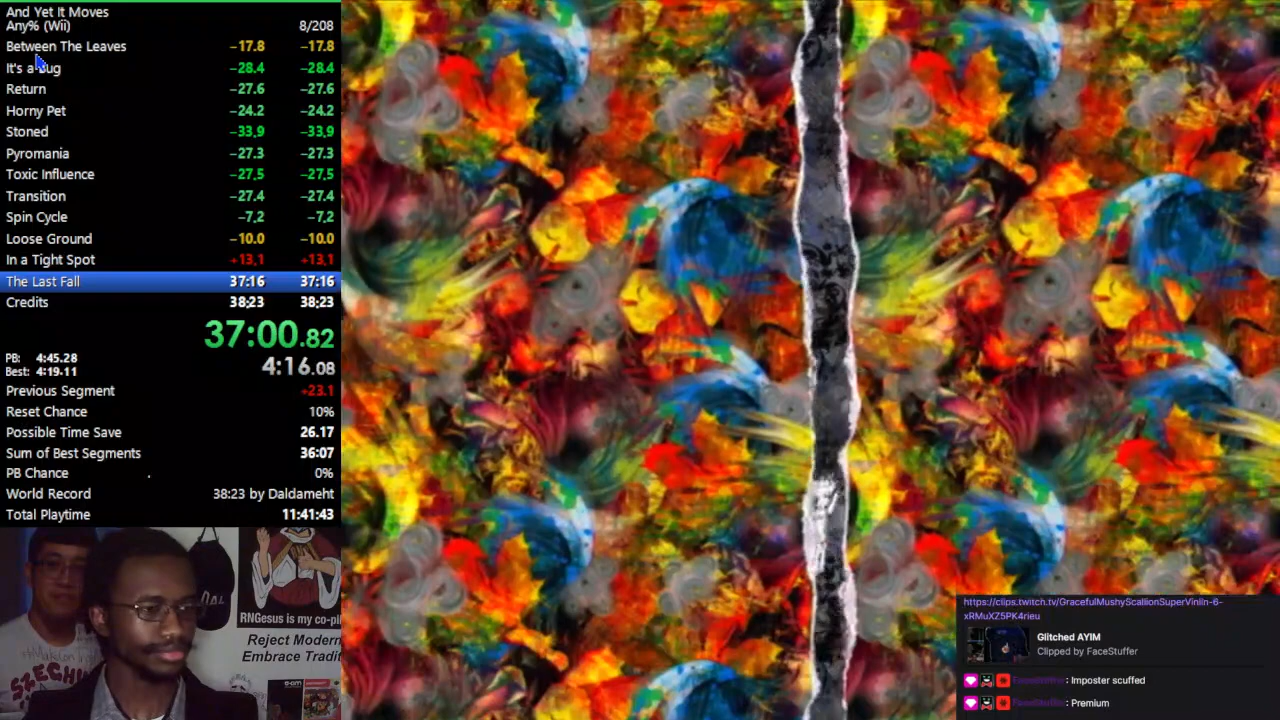 And Yet It Moves
Any% (Wii) 8/208
Between The Leaves −17.8 −17.8
It's a Bug −28.4 −28.4
Return −27.6 −27.6
Horny Pet −24.2 −24.2
Stoned −33,9 −33,9
Pyromania −27.3 −27.3
Toxic Influence −27,5 −27,5
Transition −27.4 −27.4
Spin Cycle −7,2 −7,2
Loose Ground −10.0 −10.0
In a Tight Spot +13,1 +13,1
The Last Fall 37:16 37:16
Credits 38;23 38;23
37:00.82
PB: 4:45.28
Best: 4:19.11
4:16.08
Previous Segment +23.1
Reset Chance 10%
Possible Time Save 26.17
Sum of Best Segments 36:07
PB Chance 0%
World Record 38:23 by Daldameht
Total Playtime 11:41:43
RNGesus is my co-pil
Reject Modern
Embrace Tradit
https://clips.twitch.tv/GracefulMushyScallionSuperVinlin-6-
xRMuXZ5PK4rieu
Glitched AYIM
Clipped by FaceStuffer
: Imposter scuffed
: Premium